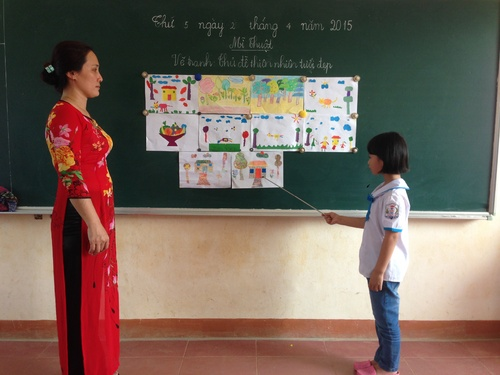 Thứ 5 ngày 2 tháng 4 năm 2015
Mĩ thuật
Vẽ tranh Chủ đề thiên nhiên tươi đẹp